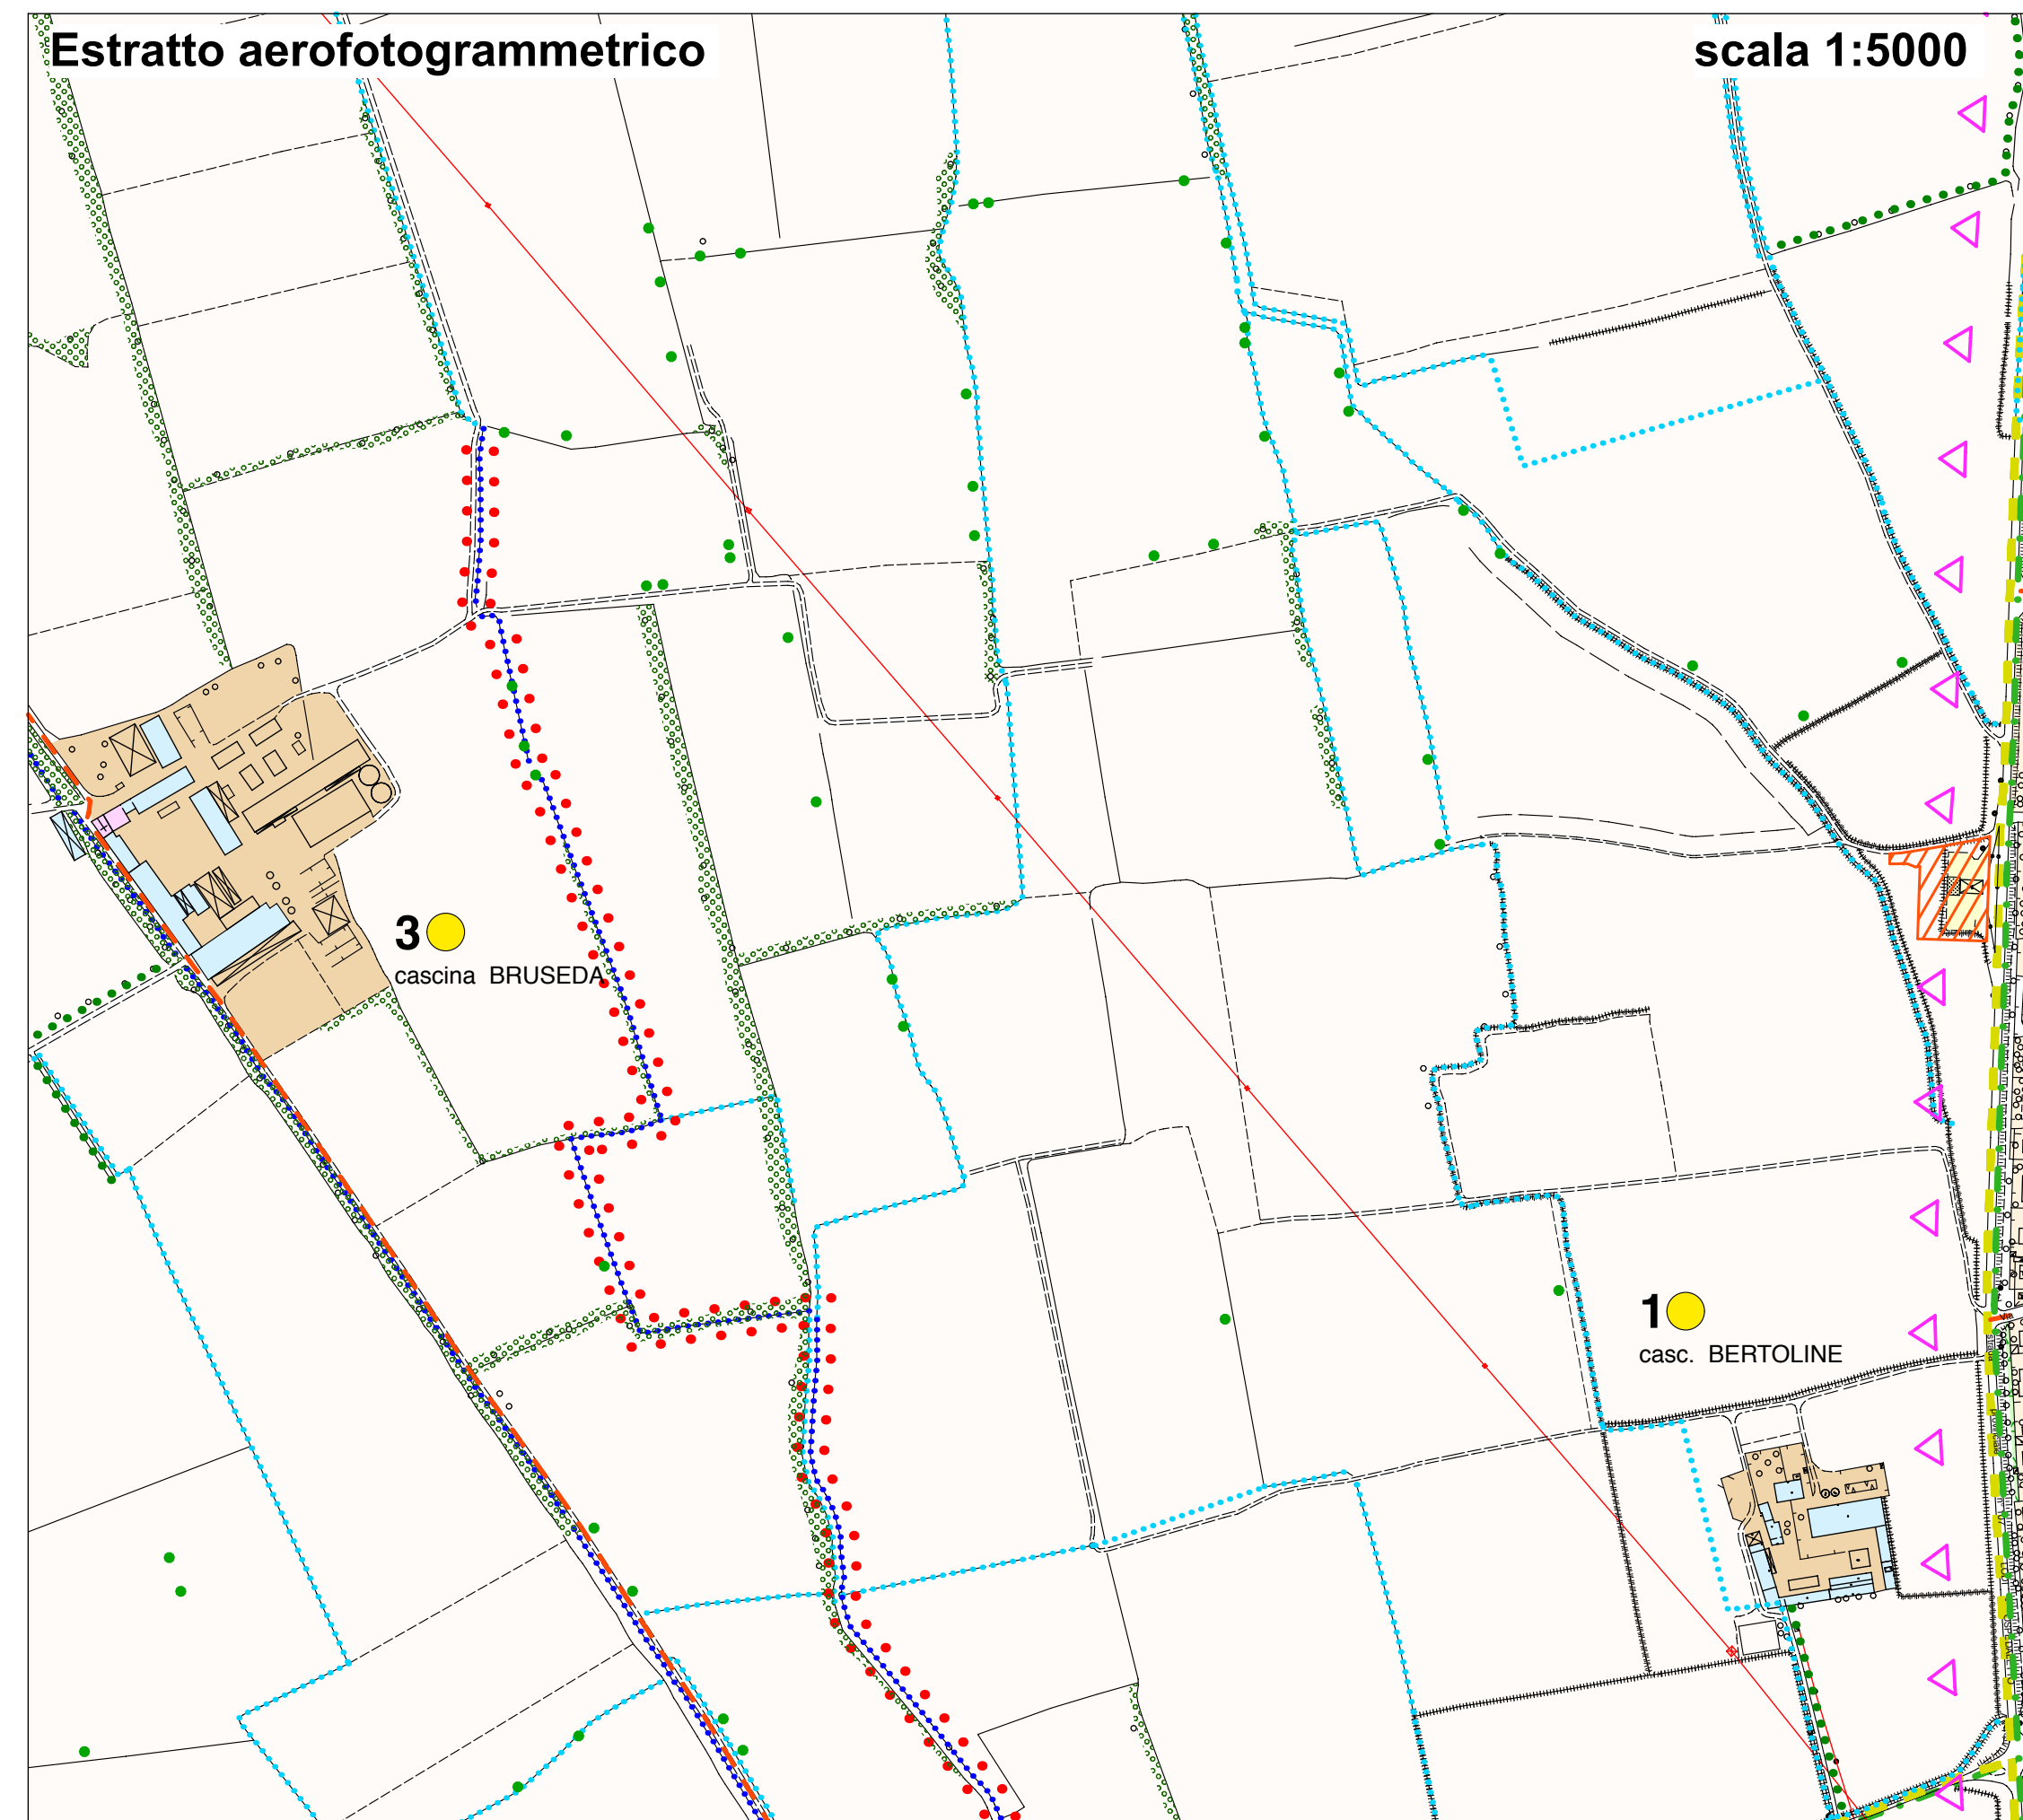 Estratto aerofotogrammetrico
scala 1:5000
3
cascina BRUSEDA
1
casc. BERTOLINE